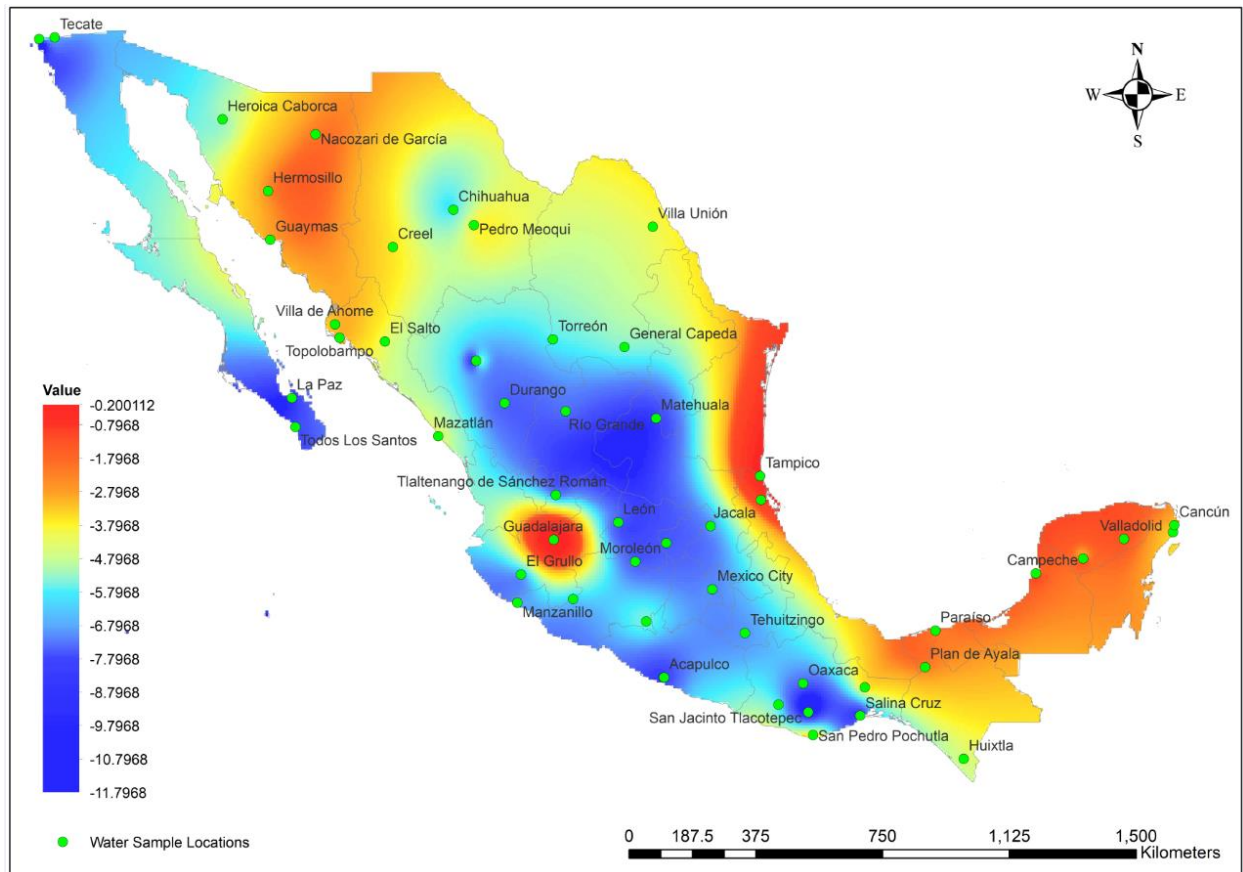 Tecate
N
W E
S
Heroica Caborca
Nacozari de García
Hermosillo
Chihuahua
Villa Unión
Guaymas
Pedro Meoqui
Creel
Villa de Ahome
El Salto
Torreón
General Capeda
Topolobampo
La Paz
Durango
Matehuala
Río Grande
Mazatlán
Todos Los Santos
Tampico
Tlaltenango de Sánchez Román
León
Jacala
Cancún
Valladolid
Guadalajara
Moroleón
Campeche
El Grullo
Mexico City
Manzanillo
Tehuitzingo
Paraíso
Plan de Ayala
Acapulco
Oaxaca
Salina Cruz
San Jacinto Tlacotepec
San Pedro Pochutla
Huixtla
Value
-0.200112
-0.7968
-1.7968
-2.7968
-3.7968
-4.7968
-5.7968
-6.7968
-7.7968
-8.7968
-9.7968
-10.7968
-11.7968
Water Sample Locations
0 187.5 375 750 1,125 1,500
Kilometers